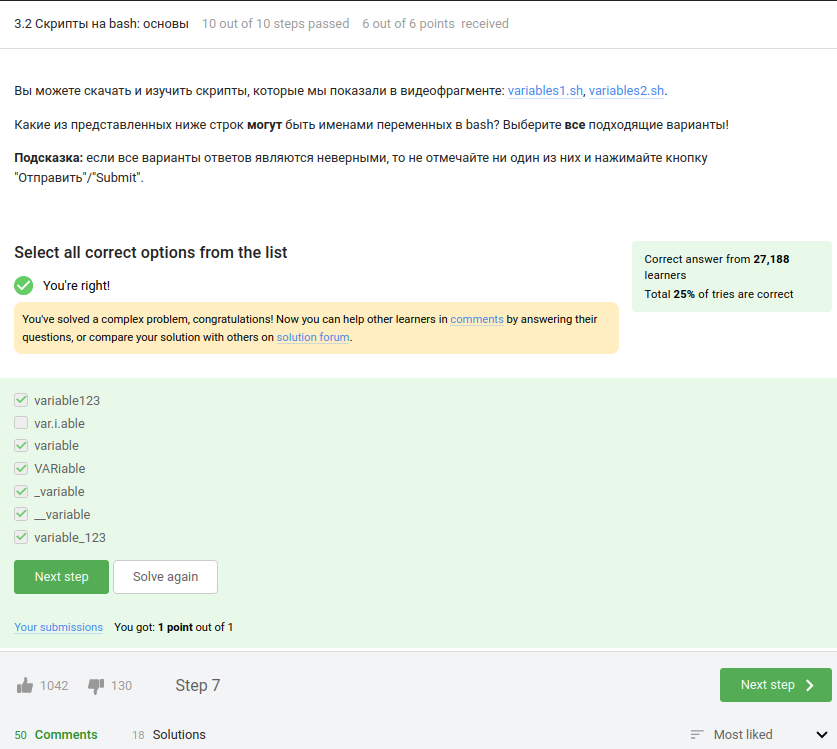 3.2 Скрипты на bash: основы 10 out of 10 steps passed 6 out of 6 points received
Вы можете скачать и изучить скрипты, которые мы показали в видеофрагменте: variables1.sh, variables2.sh.
Какие из представленных ниже строк могут быть именами переменных в bash? Выберите все подходящие варианты!
Подсказка: если все варианты ответов являются неверными, то не отмечайте ни один из них и нажимайте кнопку
"Отправить"/"Submit".
Select all correct options from the list
You're right!
You've solved a complex problem, congratulations! Now you can help other learners in comments by answering their
questions, or compare your solution with others on solution forum.
Correct answer from 27,188
learners
Total 25% of tries are correct
variable123
var.i.able
variable
VARiable
_variable
__variable
variable_123
Next step Solve again
Your submissions You got: 1 point out of 1
1042 130 Step 7 Next step
50 Comments 18 Solutions Most liked